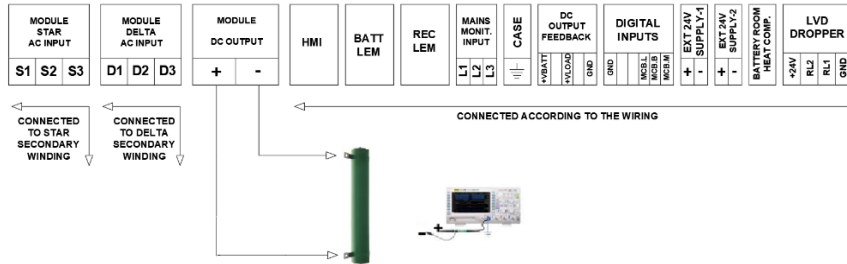 MODULE
STAR
AC INPUT
S1 S2 S3
MODULE
DELTA
AC INPUT
D1 D2 D3
MODULE
DC OUTPUT
+ -
HMI
BATT
LEM
REC
LEM
MAINS
MONIT.
INPUT
L1
L2
L3
CASE
DC
OUTPUT
FEEDBACK
+VBATT
+VLOAD
GND
DIGITAL
INPUTS
GND
MCB.L
MCB.B
MCB.M
EXT 24V
SUPPLY-1
+ -
EXT 24V
SUPPLY-2
+ -
BATTERY ROOM
HEAT COMP.
LVD
DROPPER
+24V
RL2
RL1
GND
CONNECTED
TO STAR
SECONDARY
WINDING
CONNECTED
TO DELTA
SECONDARY
WINDING
CONNECTED ACCORDING TO THE WIRING
+
-